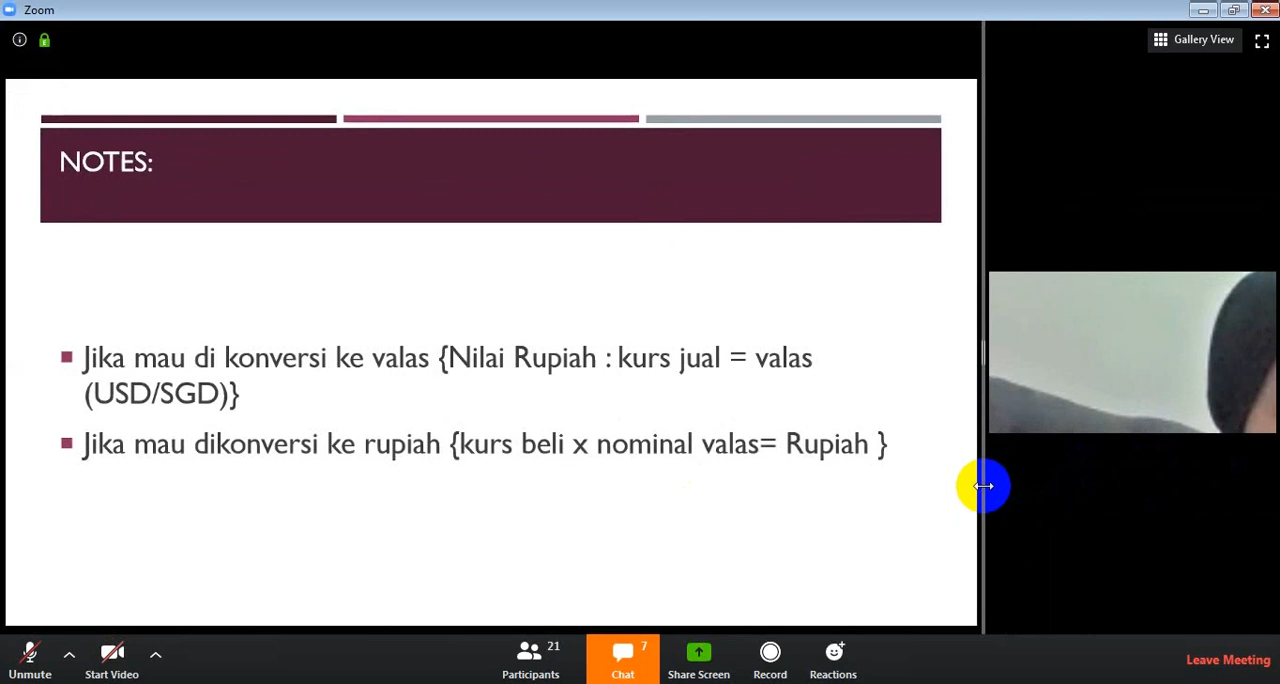 Zoom
Gallery View
NOTES:
Jika mau di konversi ke valas {Nilai Rupiah : kurs jual = valas
(USD/SGD)}
Jika mau dikonversi ke rupiah {kurs beli x nominal valas= Rupiah }
21
7
Unmute
Start Video
Participants
Chat
Share Screen
Record
Reactions
Leave Meeting